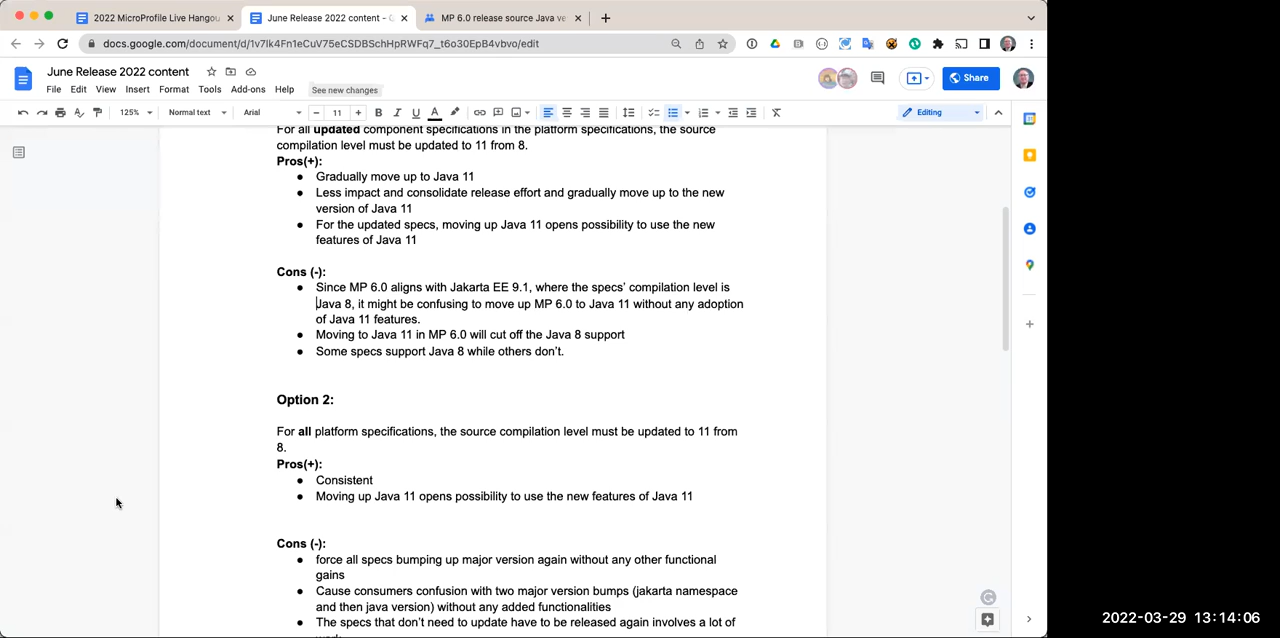 2022 MicroProfile Live Hangou
June Release 2022 content - G
MP 6.0 release source Java ve
docs.google.com/document/d/1v7lk4Fn1eCuV75eCSDBSchHpRWFq7_t6o30EpB4vbvo/edit
June Release 2022 content
File Edit View Insert Format Tools Add-ons Help See new changes
Share
125% Normal text Arial 11 B I U A Editing
For all updated component specifications in the platform specifications, the source
compilation level must be updated to 11 from 8.
Pros(+):
● Gradually move up to Java 11
● Less impact and consolidate release effort and gradually move up to the new
version of Java 11
● For the updated specs, moving up Java 11 opens possibility to use the new
features of Java 11
Cons (-):
● Since MP 6.0 aligns with Jakarta EE 9.1, where the specs’ compilation level is
Java 8, it might be confusing to move up MP 6.0 to Java 11 without any adoption
of Java 11 features.
● Moving to Java 11 in MP 6.0 will cut off the Java 8 support
● Some specs support Java 8 while others don’t.
Option 2:
For all platform specifications, the source compilation level must be updated to 11 from
8.
Pros(+):
● Consistent
● Moving up Java 11 opens possibility to use the new features of Java 11
Cons (-):
● force all specs bumping up major version again without any other functional
gains
● Cause consumers confusion with two major version bumps (jakarta namespace
and then java version) without any added functionalities
● The specs that don’t need to update have to be released again involves a lot of
2022-03-29 13:14:06